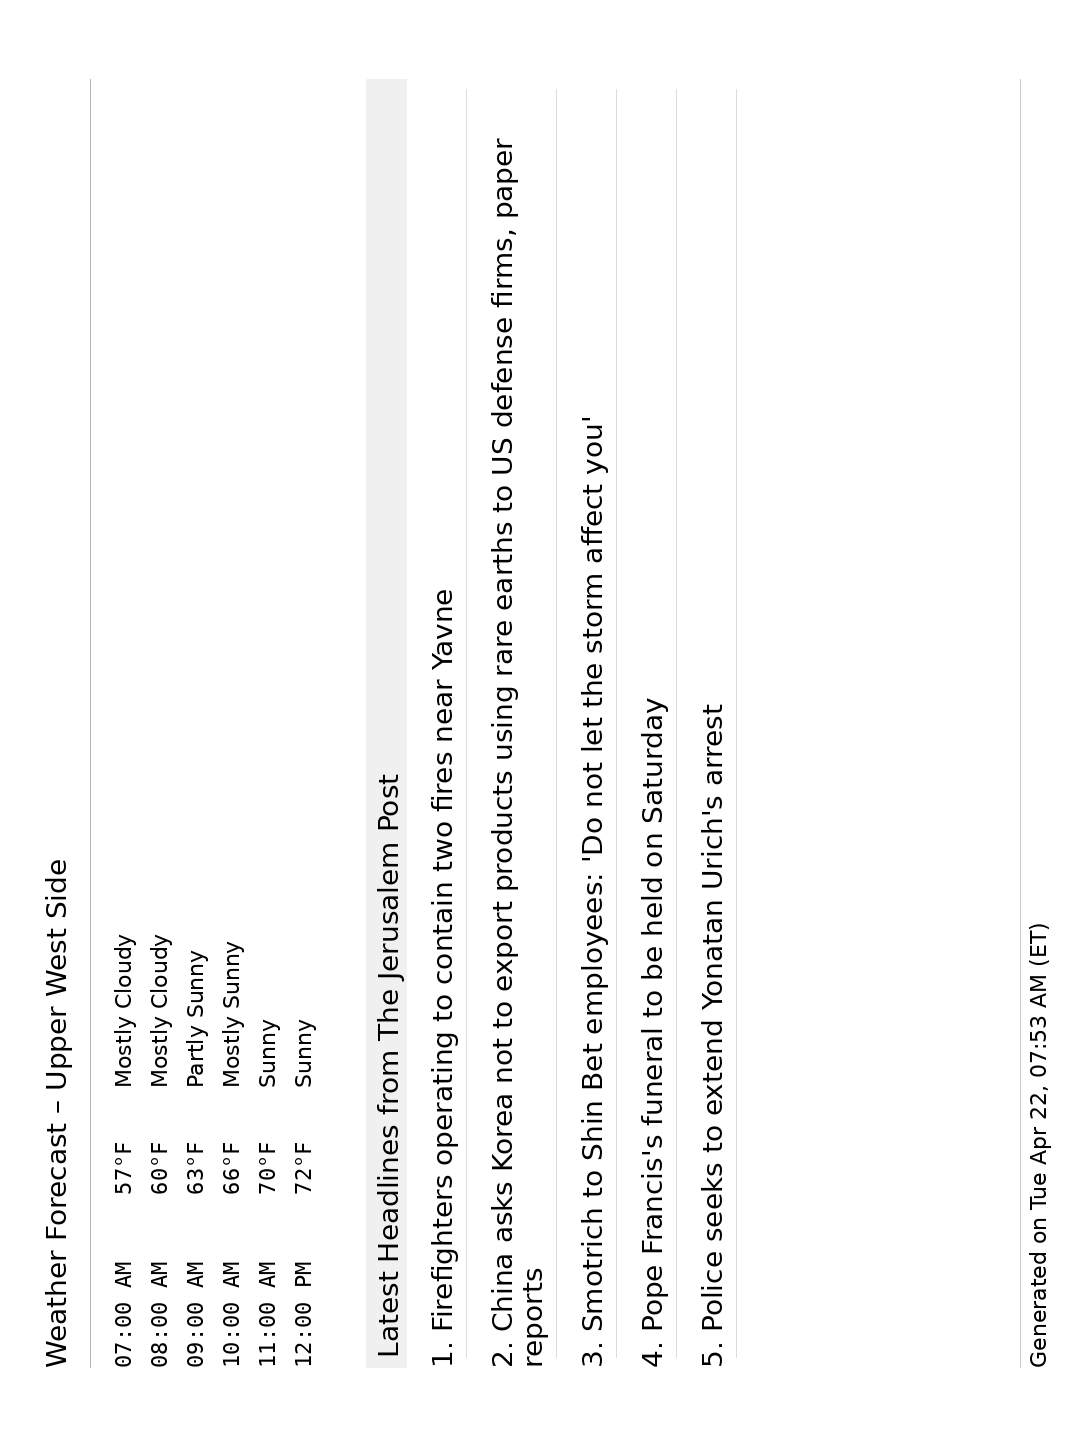 Weather Forecast – Upper West Side
07:00 AM 57°F Mostly Cloudy
08:00 AM 60°F Mostly Cloudy
09:00 AM 63°F Partly Sunny
10:00 AM 66°F Mostly Sunny
11:00 AM 70°F Sunny
12:00 PM 72°F Sunny
Latest Headlines from The Jerusalem Post
1. Firefighters operating to contain two fires near Yavne
2. China asks Korea not to export products using rare earths to US defense firms, paper
reports
3. Smotrich to Shin Bet employees: 'Do not let the storm affect you'
4. Pope Francis's funeral to be held on Saturday
5. Police seeks to extend Yonatan Urich's arrest
Generated on Tue Apr 22, 07:53 AM (ET)